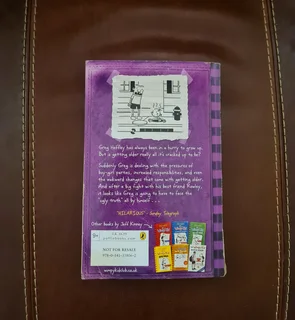 Greg Heffley has always been in a hurry to grow up.
But is getting older really all it's cracked up to be?
Suddenly Greg is dealing with the pressures of
boy-girl parties, increased responsibilities, and even
the awkward changes that come with getting older.
And after a big fight with his best friend Rowley,
it looks like Greg is going to have to face the
"ugly truth" all by himself . . .
"HILARIOUS" - Sunday Telegraph
Other books by Jeff Kinney
NOT FOR RESALE
wimpykidclub.co.uk